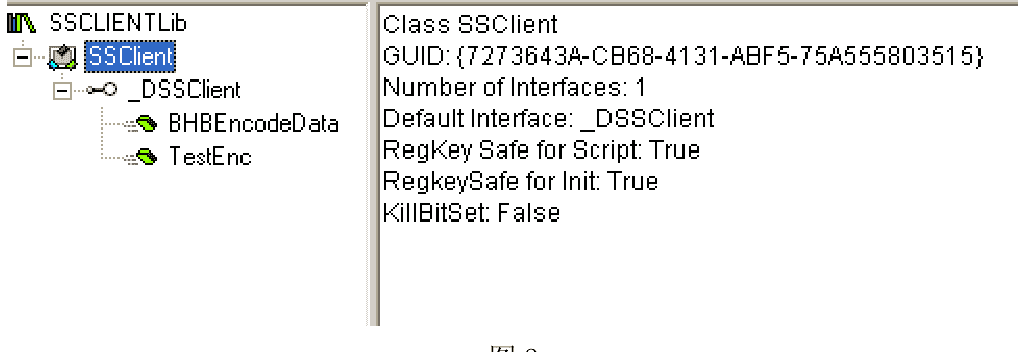 SSCLIENTLib
SSClient
_DSSClient
BHBEncodeData
TestEnc
Class SSClient
GUID: {7273643A-CB68-4131-ABF5-75A555803515}
Number of Interfaces: 1
Default Interface: _DSSClient
RegKey Safe for Script: True
RegkeySafe for Init: True
KillBitSet: False